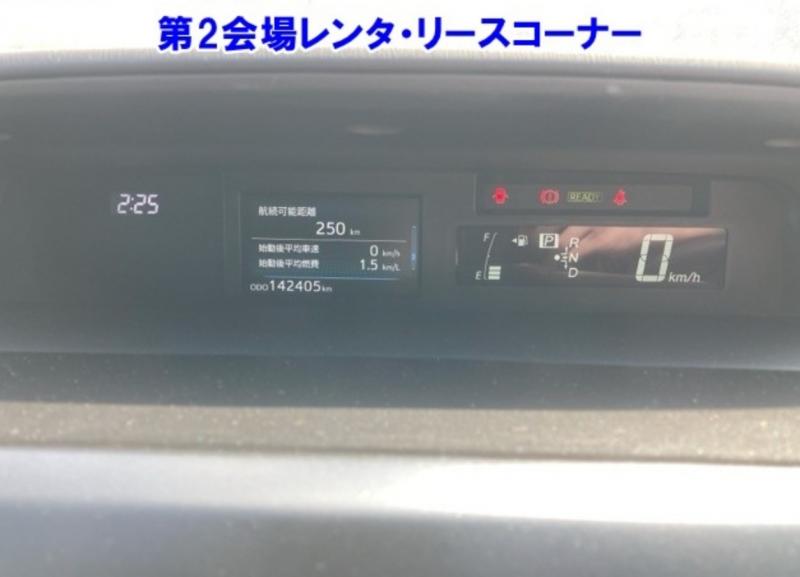 第2会場レンタ・リースコーナー
2:25
航続可能距離
250 km
始動後平均車速 0 km/h
始動後平均燃費 1.5 km/L
ODO 142405 km
READY
F
E
P
R
N
D
0 km/h